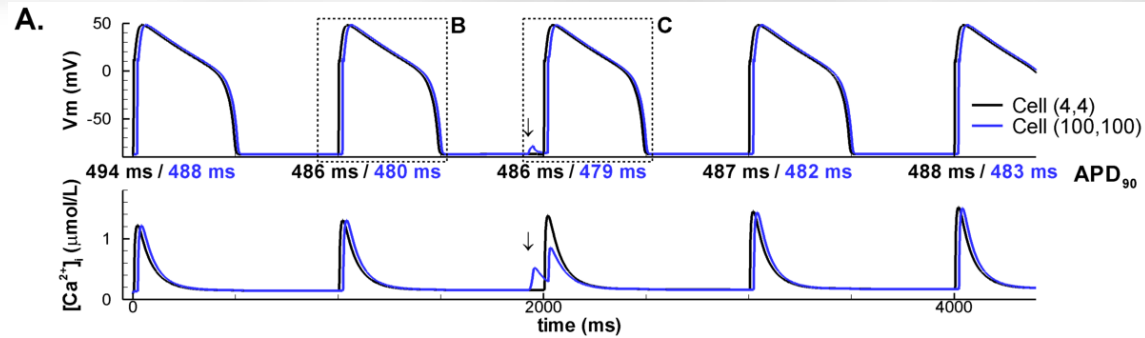 A.
B
C
50
0
-50
Vm (mV)
↓
Cell (4,4)
Cell (100,100)
494 ms / 488 ms
486 ms / 480 ms
486 ms / 479 ms
487 ms / 482 ms
488 ms / 483 ms
APD90
[Ca2+]i (μmol/L)
1
0
↓
0
2000
4000
time (ms)